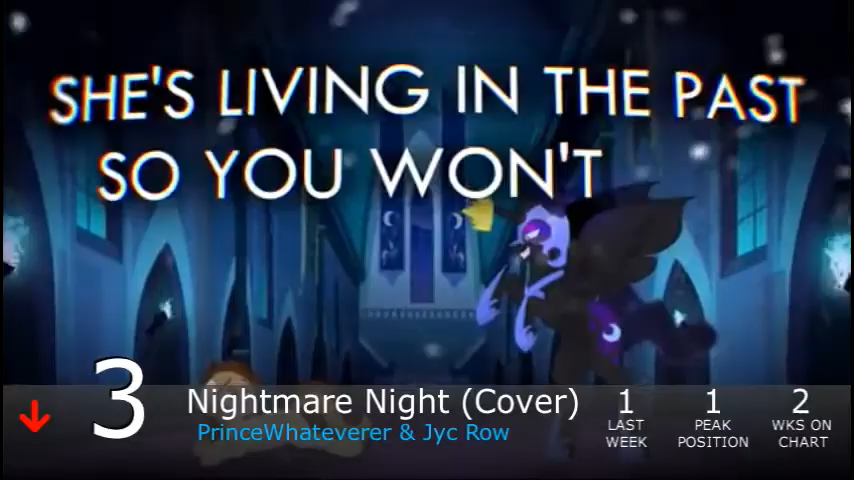 SHE'S LIVING IN THE PAST
SO YOU WON'T
3
Nightmare Night (Cover)
PrinceWhateverer & Jyc Row
1
LAST
WEEK
1
PEAK
POSITION
2
WKS ON
CHART